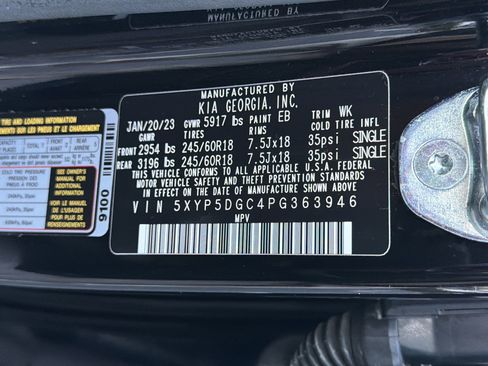 MANUFACTURED BY
KIA GEORGIA, INC.
JAN/20/23 GVWR 5917 lbs PAINT EB TRIM WK
GAWR TIRES RIMS COLD TIRE INFL
FRONT 2954 lbs 245/60R18 7.5Jx18 35psi SINGLE
REAR 3196 lbs 245/60R18 7.5Jx18 35psi SINGLE
THIS VEHICLE CONFORMS TO ALL APPLICABLE U.S.A. FEDERAL
MOTOR VEHICLE SAFETY STANDARDS IN EFFECT ON
THE DATE OF MANUFACTURE SHOWN ABOVE.
VIN 5XYP5DGC4PG363946
MPV
TIRE AND LOADING INFORMATION
SEE OWNER'S
MANUAL FOR
ADDITIONAL
INFORMATION
VOIR LE MANUEL
DE L'USAGER
POUR PLUS DE
RENSEIGNEMENTS
9100